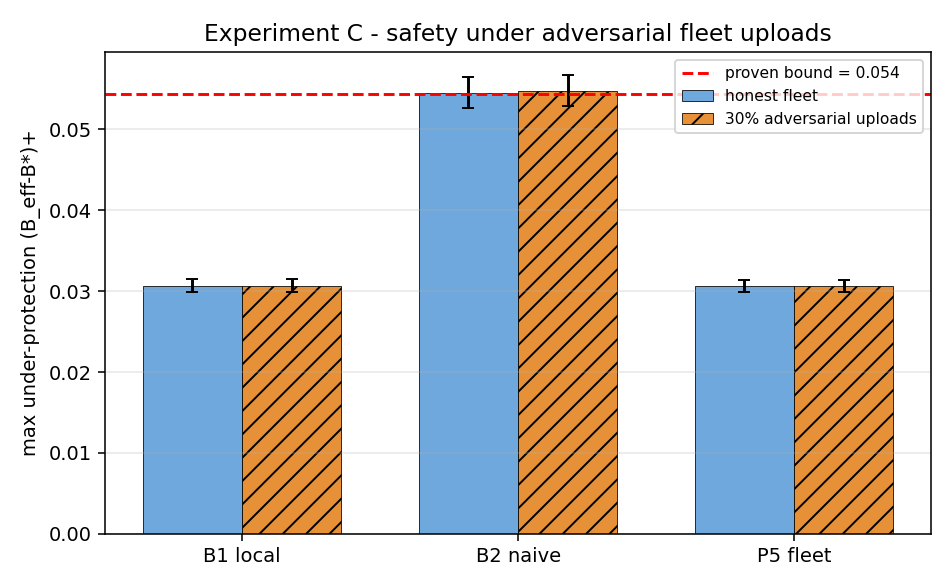 Experiment C - safety under adversarial fleet uploads
max under-protection (B_eff-B*)+
0.05
0.04
0.03
0.02
0.01
0.00
proven bound = 0.054
honest fleet
30% adversarial uploads
B1 local
B2 naive
P5 fleet